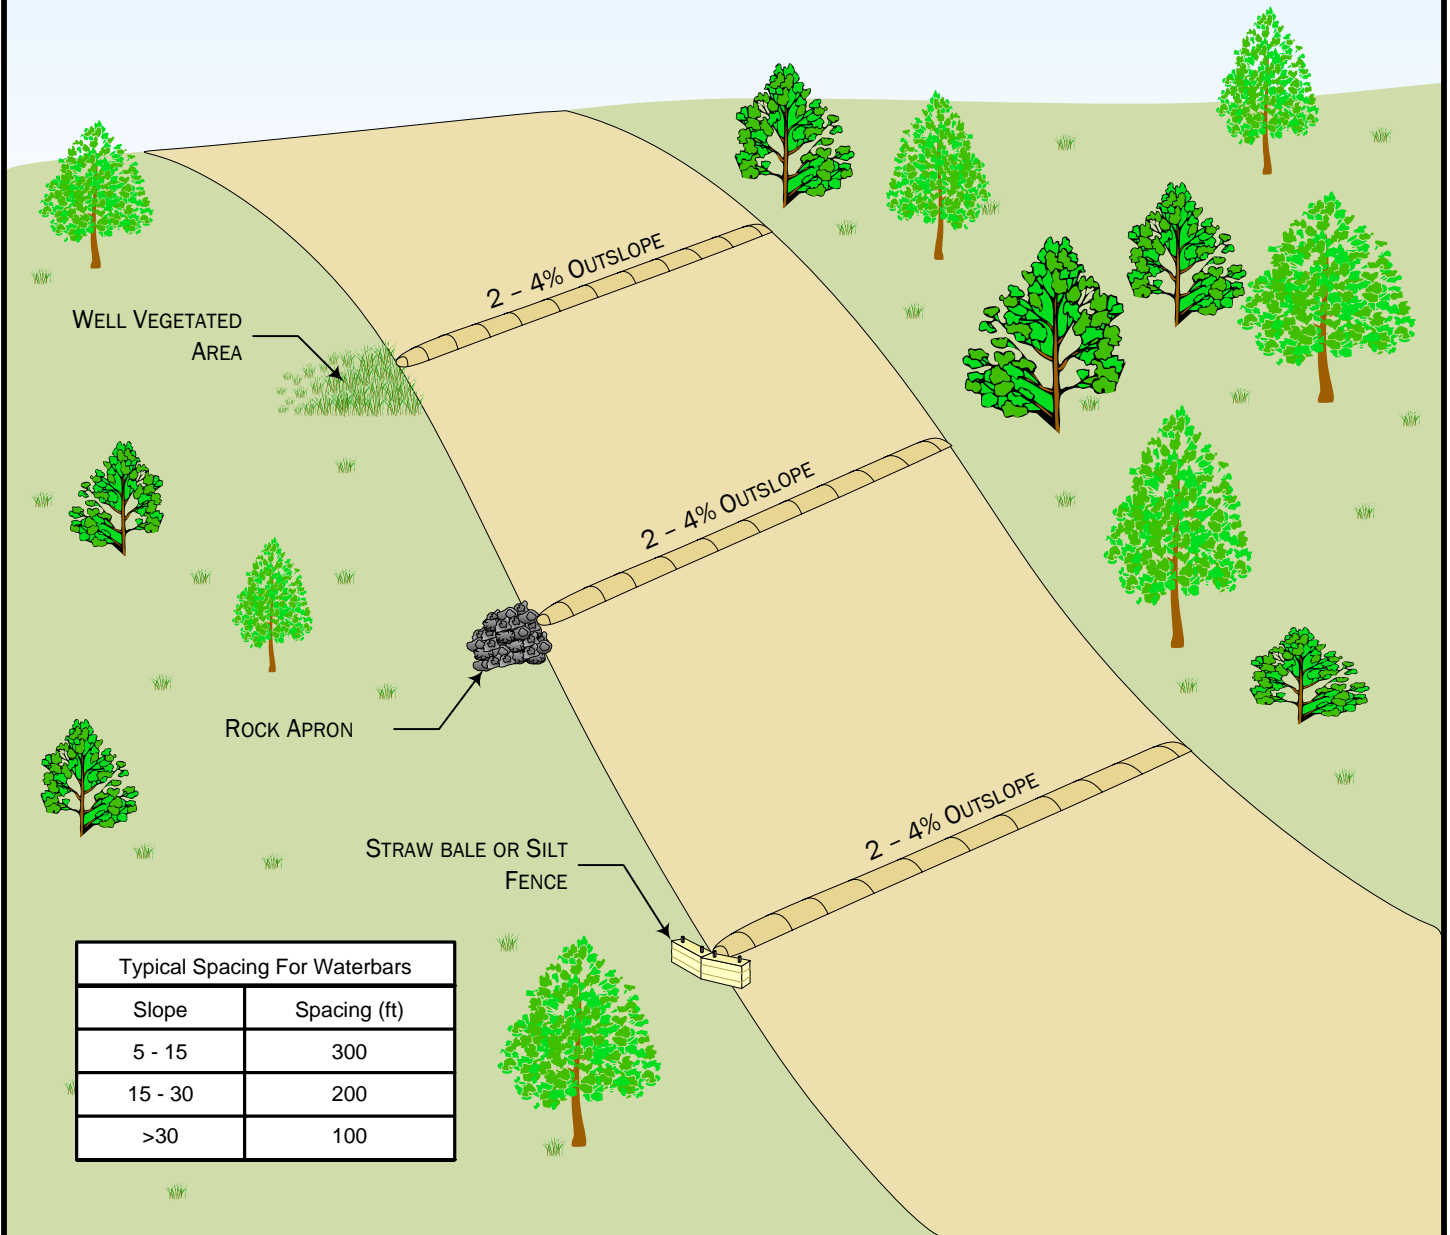 2 – 4% OUTSLOPE
WELL VEGETATED
AREA
2 – 4% OUTSLOPE
ROCK APRON
2 – 4% OUTSLOPE
STRAW BALE OR SILT
FENCE
Typical Spacing For Waterbars
Slope Spacing (ft)
5 - 15 300
15 - 30 200
>30 100